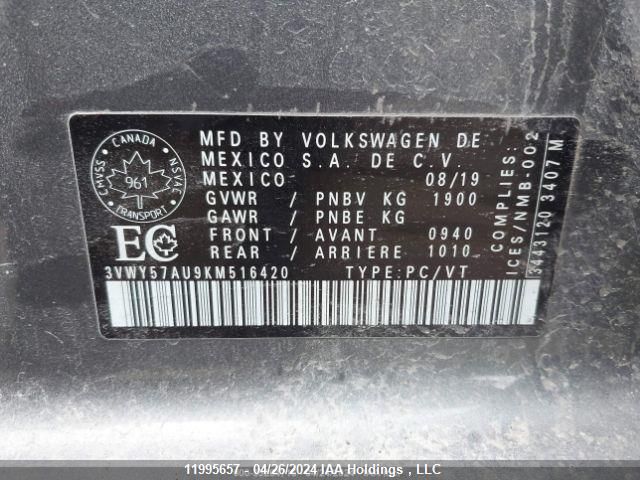 CANADA
CMVSS
NSVAC
961
TRANSPORT
EC
MFD BY VOLKSWAGEN DE
MEXICO S.A. DE C.V.
MEXICO 08/19
GVWR / PNBV KG 1900
GAWR / PNBE KG
FRONT / AVANT 0940
REAR / ARRIERE 1010
3VWY57AU9KM516420 TYPE:PC/VT
COMPLIES:
ICES/NMB-002
3443120 3407 M
11995657 - 04/26/2024 IAA Holdings , LLC